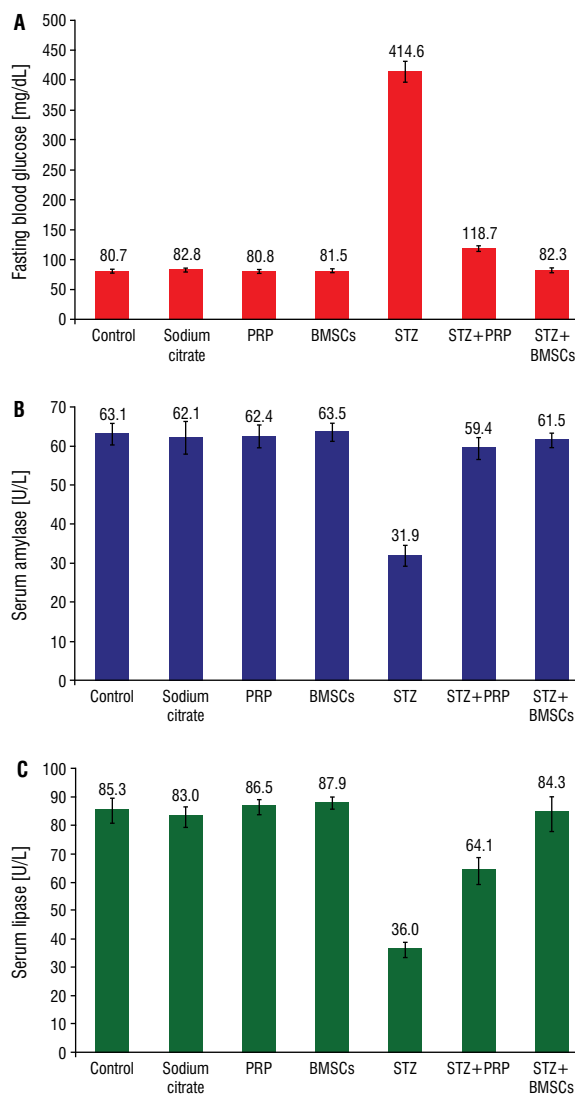 A
Fasting blood glucose [mg/dL]
500
450
400
350
300
250
200
150
100
50
0
80.7
82.8
80.8
81.5
414.6
118.7
82.3
Control
Sodium
citrate
PRP
BMSCs
STZ
STZ+PRP
STZ+
BMSCs
B
Serum amylase [U/L]
70
60
50
40
30
20
10
0
63.1
62.1
62.4
63.5
31.9
59.4
61.5
Control
Sodium
citrate
PRP
BMSCs
STZ
STZ+PRP
STZ+
BMSCs
C
Serum lipase [U/L]
100
90
80
70
60
50
40
30
20
10
0
85.3
83.0
86.5
87.9
36.0
64.1
84.3
Control
Sodium
citrate
PRP
BMSCs
STZ
STZ+PRP
STZ+
BMSCs